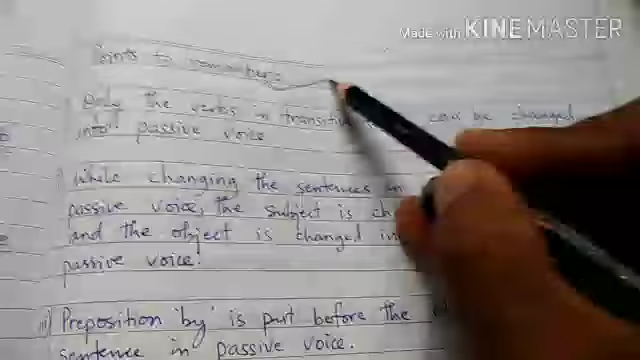 Made with KINEMASTER
Points to remember:
Only the verbs in transitive can be changed
into passive voice
While changing the sentences in
passive voice, the subject is ch
and the object is changed in
passive voice.
iii) Preposition 'by' is part before the
sentence in passive voice.